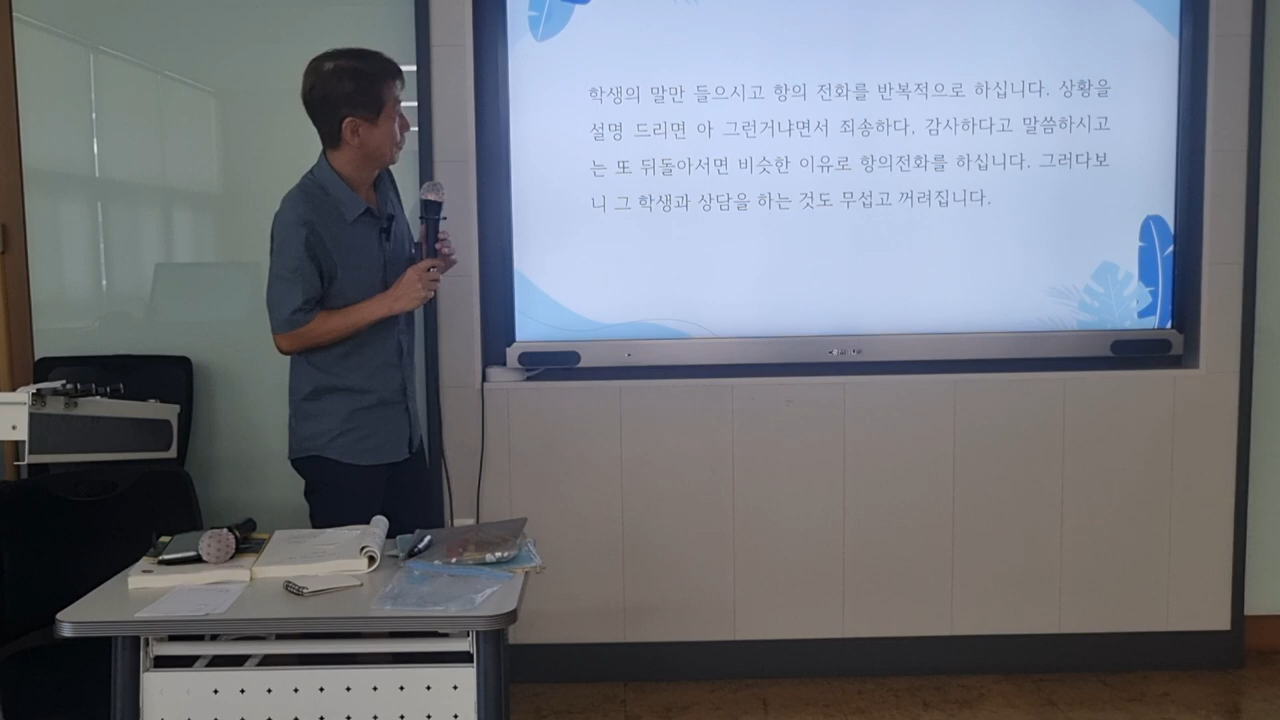 학생의 말만 들으시고 항의 전화를 반복적으로 하십니다. 상황을
설명 드리면 아 그런거냐면서 죄송하다, 감사하다고 말씀하시고
는 또 뒤돌아서면 비슷한 이유로 항의전화를 하십니다. 그러다보
니 그 학생과 상담을 하는 것도 무섭고 꺼려집니다.